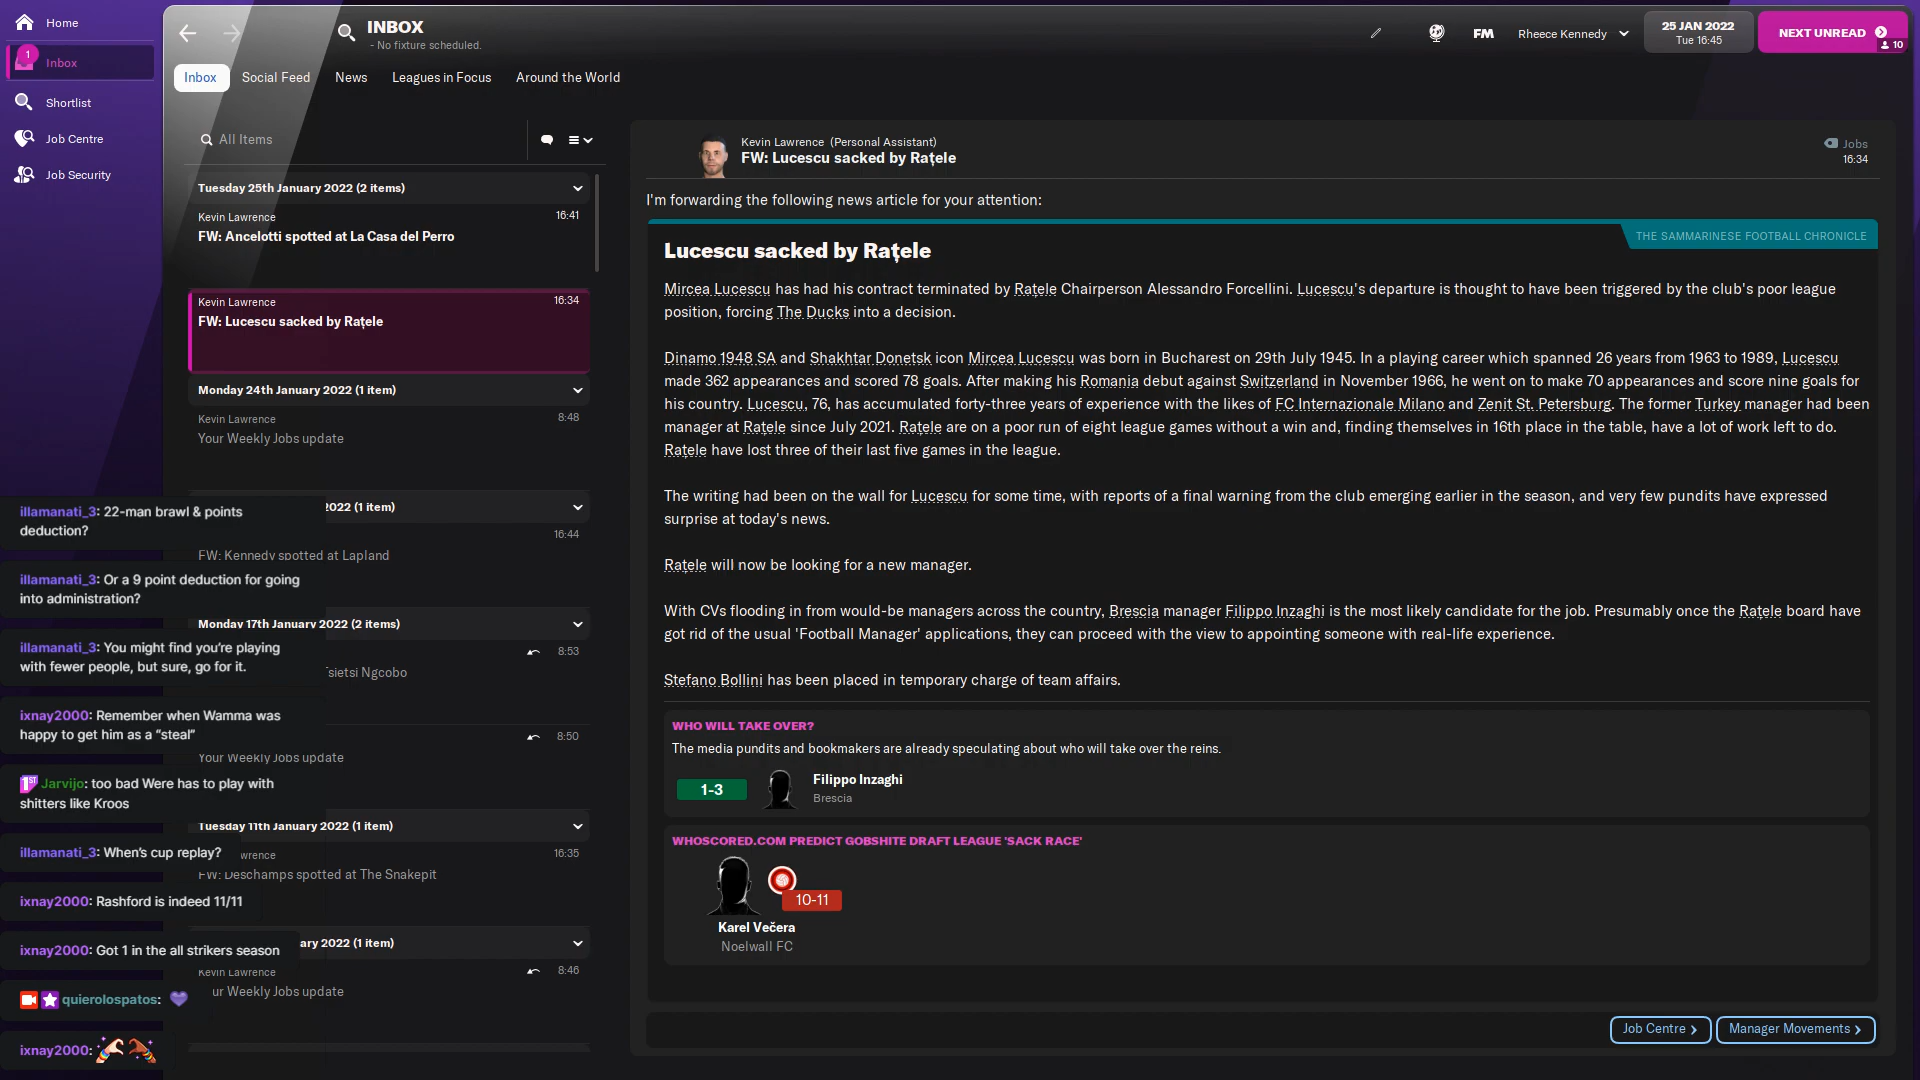 Home
1
Inbox
Shortlist
Job Centre
Job Security
INBOX
- No fixture scheduled.
FM
Rheece Kennedy
25 JAN 2022
Tue 16:45
NEXT UNREAD
10
Inbox
Social Feed
News
Leagues in Focus
Around the World
All Items
Tuesday 25th January 2022 (2 items)
Kevin Lawrence
16:41
FW: Ancelotti spotted at La Casa del Perro
Kevin Lawrence
16:34
FW: Lucescu sacked by Rațele
Monday 24th January 2022 (1 item)
Kevin Lawrence
8:48
Your Weekly Jobs update
2022 (1 item)
16:44
FW: Kennedy spotted at Lapland
Monday 17th January 2022 (2 items)
8:53
Tsietsi Ngcobo
8:50
Your Weekly Jobs update
Tuesday 11th January 2022 (1 item)
wrence
16:35
FW: Deschamps spotted at The Snakepit
ary 2022 (1 item)
Kevin Lawrence
8:46
ur Weekly Jobs update
illamanati_3: 22-man brawl & points
deduction?
illamanati_3: Or a 9 point deduction for going
into administration?
illamanati_3: You might find you're playing
with fewer people, but sure, go for it.
ixnay2000: Remember when Wamma was
happy to get him as a “steal”
1ST Jarvijo: too bad Were has to play with
shitters like Kroos
illamanati_3: When's cup replay?
ixnay2000: Rashford is indeed 11/11
ixnay2000: Got 1 in the all strikers season
quierolospatos: 💜
ixnay2000:
Kevin Lawrence (Personal Assistant)
FW: Lucescu sacked by Rațele
Jobs
16:34
I'm forwarding the following news article for your attention:
THE SAMMARINESE FOOTBALL CHRONICLE
Lucescu sacked by Rațele
Mircea Lucescu has had his contract terminated by Rațele Chairperson Alessandro Forcellini. Lucescu's departure is thought to have been triggered by the club's poor league
position, forcing The Ducks into a decision.
Dinamo 1948 SA and Shakhtar Donetsk icon Mircea Lucescu was born in Bucharest on 29th July 1945. In a playing career which spanned 26 years from 1963 to 1989, Lucescu
made 362 appearances and scored 78 goals. After making his Romania debut against Switzerland in November 1966, he went on to make 70 appearances and score nine goals for
his country. Lucescu, 76, has accumulated forty-three years of experience with the likes of FC Internazionale Milano and Zenit St. Petersburg. The former Turkey manager had been
manager at Rațele since July 2021. Rațele are on a poor run of eight league games without a win and, finding themselves in 16th place in the table, have a lot of work left to do.
Rațele have lost three of their last five games in the league.
The writing had been on the wall for Lucescu for some time, with reports of a final warning from the club emerging earlier in the season, and very few pundits have expressed
surprise at today's news.
Rațele will now be looking for a new manager.
With CVs flooding in from would-be managers across the country, Brescia manager Filippo Inzaghi is the most likely candidate for the job. Presumably once the Rațele board have
got rid of the usual 'Football Manager' applications, they can proceed with the view to appointing someone with real-life experience.
Stefano Bollini has been placed in temporary charge of team affairs.
WHO WILL TAKE OVER?
The media pundits and bookmakers are already speculating about who will take over the reins.
1-3
Filippo Inzaghi
Brescia
WHOSCORED.COM PREDICT GOBSHITE DRAFT LEAGUE 'SACK RACE'
10-11
Karel Večera
Noelwall FC
Job Centre
Manager Movements